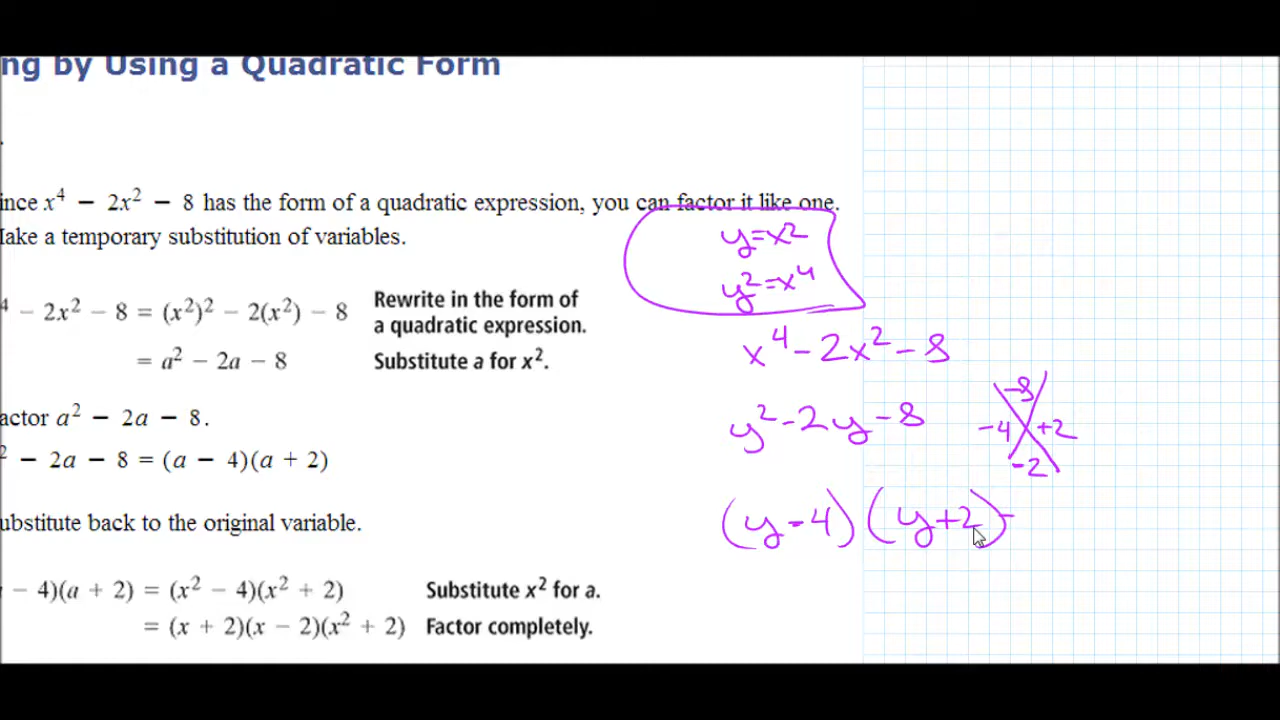 ng by Using a Quadratic Form
.
ince x⁴ − 2x² − 8 has the form of a quadratic expression, you can factor it like one.
Make a temporary substitution of variables.
y=x²
y²=x⁴
⁴ − 2x² − 8 = (x²)² − 2(x²) − 8
Rewrite in the form of
a quadratic expression.
= a² − 2a − 8
Substitute a for x².
x⁴-2x²-8
y²-2y-8
-8
-4 +2
-2
actor a² − 2a − 8.
² − 2a − 8 = (a − 4)(a + 2)
(y-4)(y+2)
ubstitute back to the original variable.
− 4)(a + 2) = (x² − 4)(x² + 2)
Substitute x² for a.
= (x + 2)(x − 2)(x² + 2)
Factor completely.